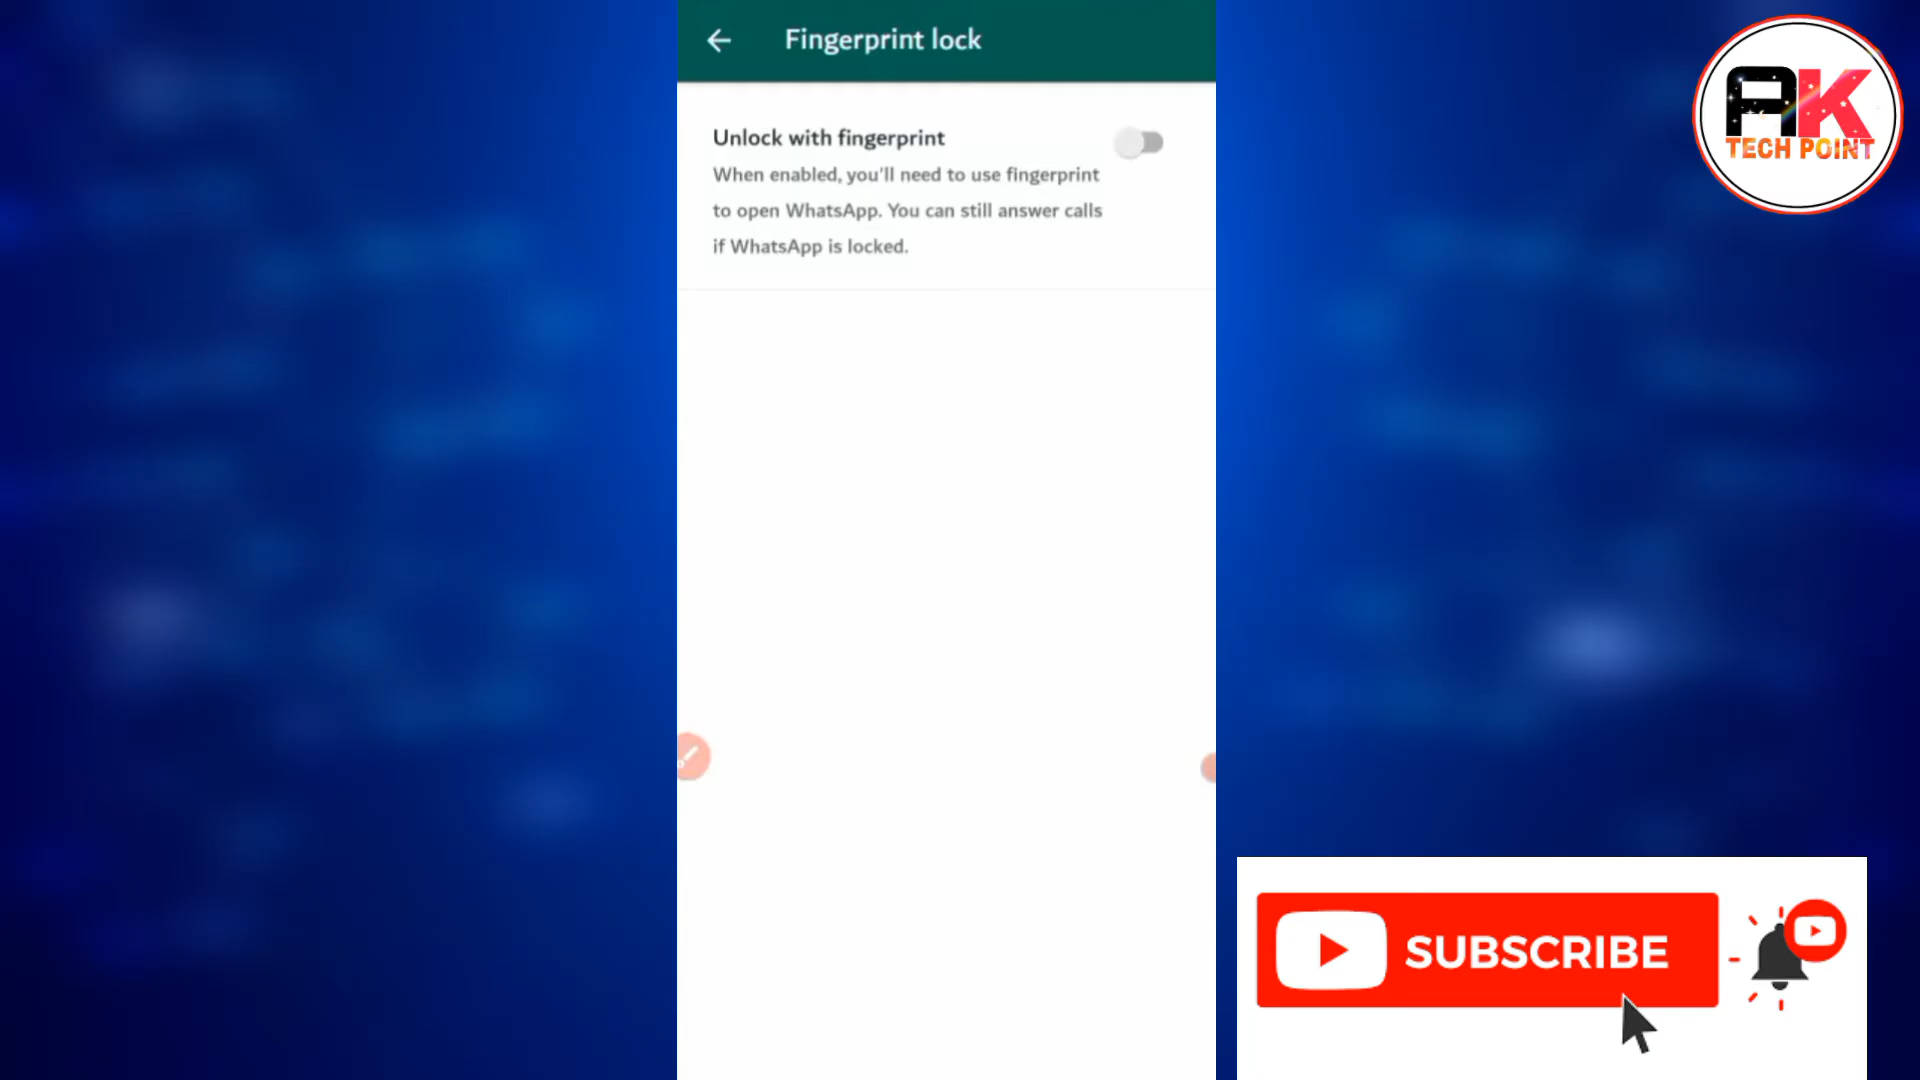 Fingerprint lock
Unlock with fingerprint
When enabled, you'll need to use fingerprint
to open WhatsApp. You can still answer calls
if WhatsApp is locked.
AK
TECH POINT
SUBSCRIBE